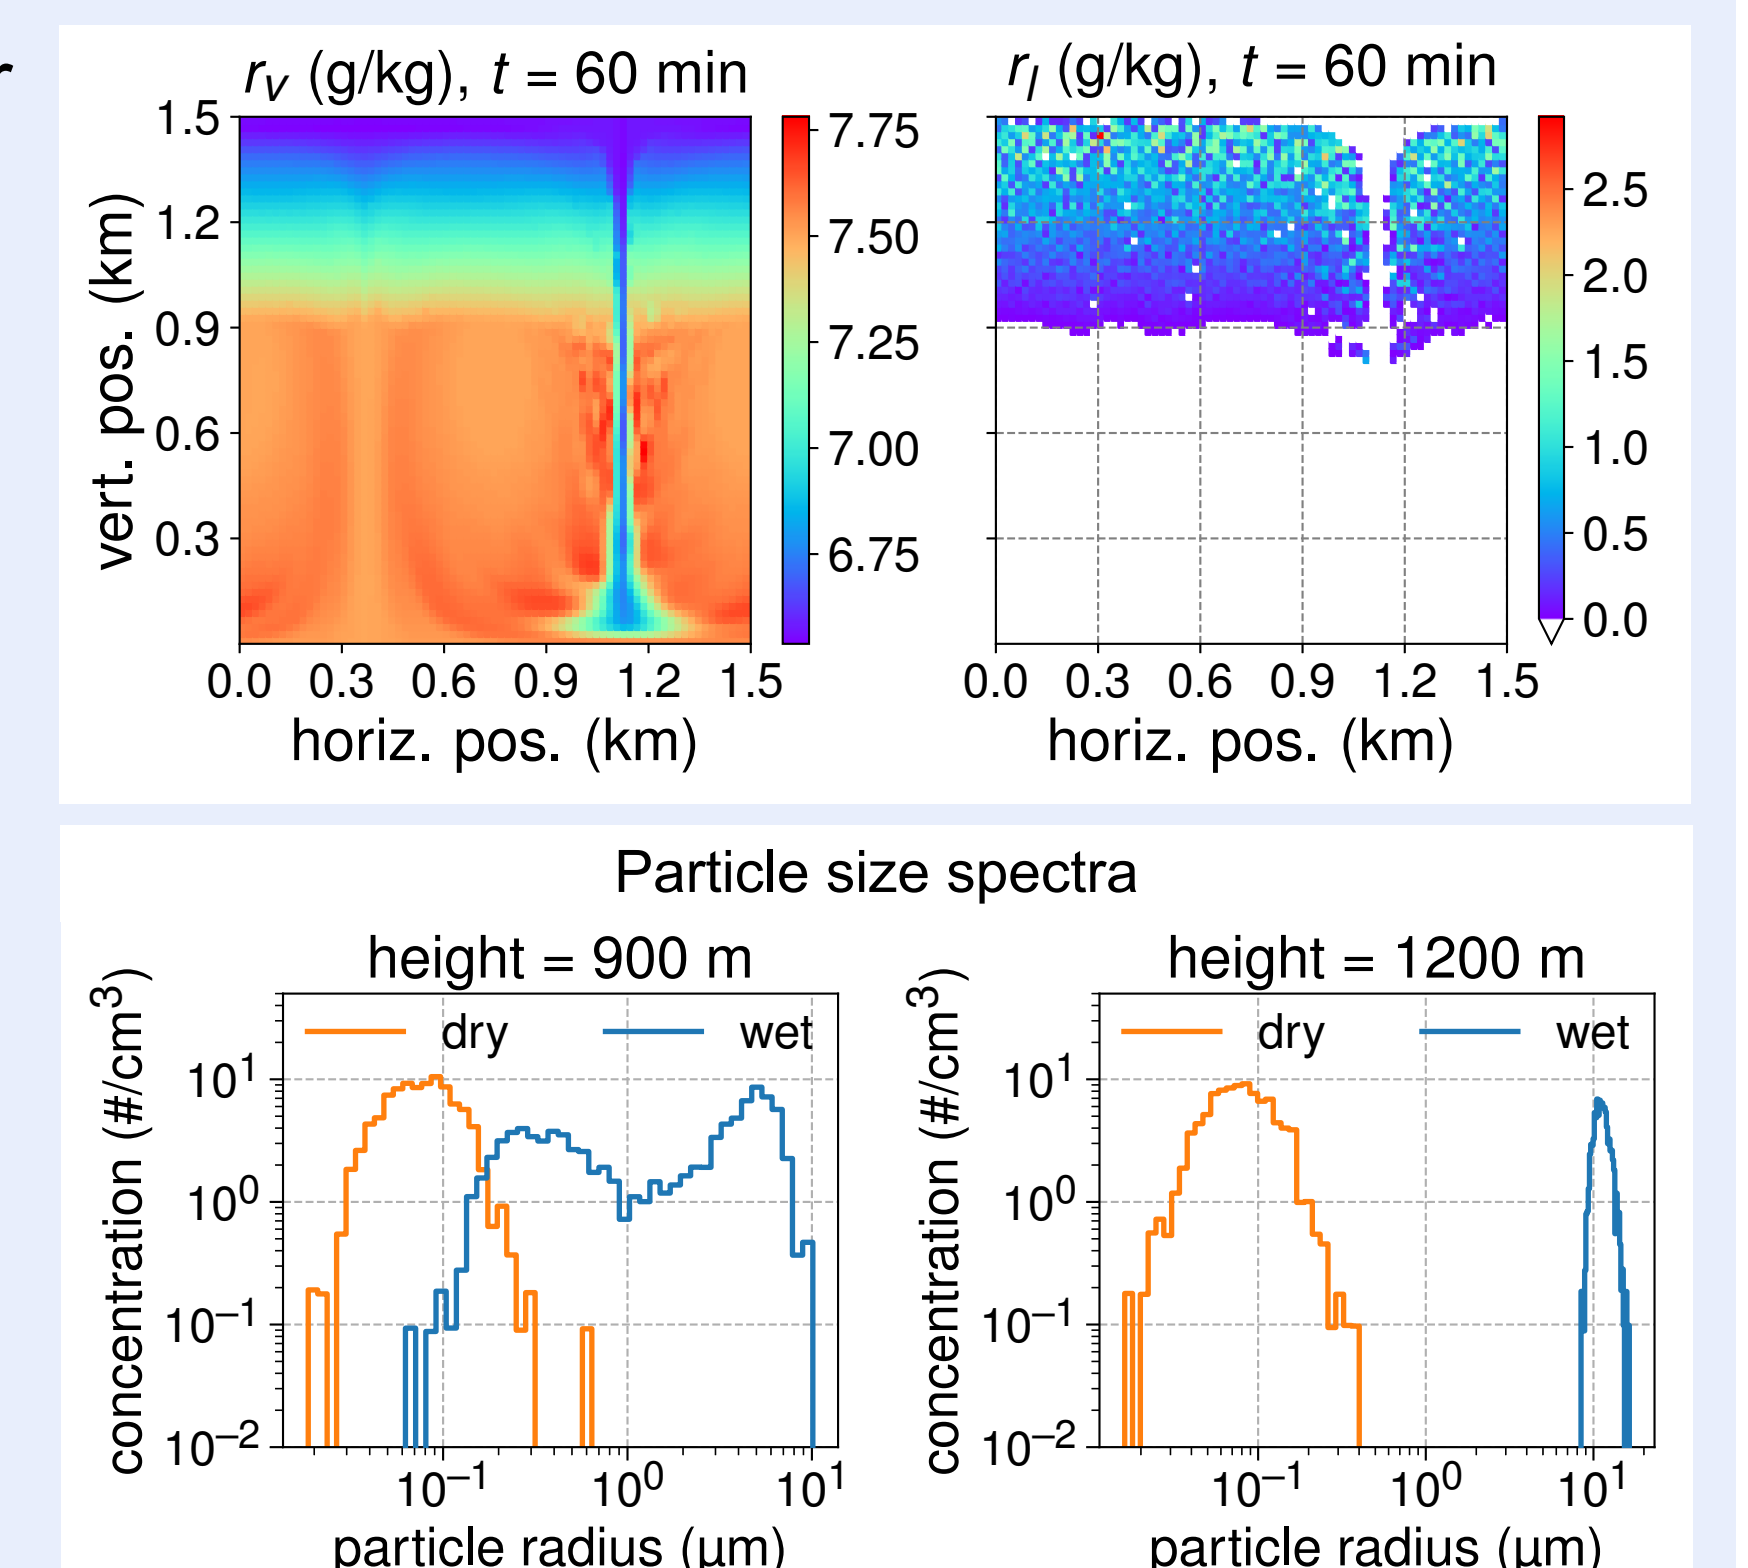 r
r_v (g/kg), t = 60 min
r_l (g/kg), t = 60 min
1.5
1.2
0.9
0.6
0.3
vert. pos. (km)
0.0 0.3 0.6 0.9 1.2 1.5
horiz. pos. (km)
7.75
7.50
7.25
7.00
6.75
0.0 0.3 0.6 0.9 1.2 1.5
horiz. pos. (km)
2.5
2.0
1.5
1.0
0.5
0.0
Particle size spectra
height = 900 m
dry wet
concentration (#/cm³)
10¹
10⁰
10⁻¹
10⁻²
10⁻¹ 10⁰ 10¹
particle radius (μm)
height = 1200 m
dry wet
concentration (#/cm³)
10¹
10⁰
10⁻¹
10⁻²
10⁻¹ 10⁰ 10¹
particle radius (μm)